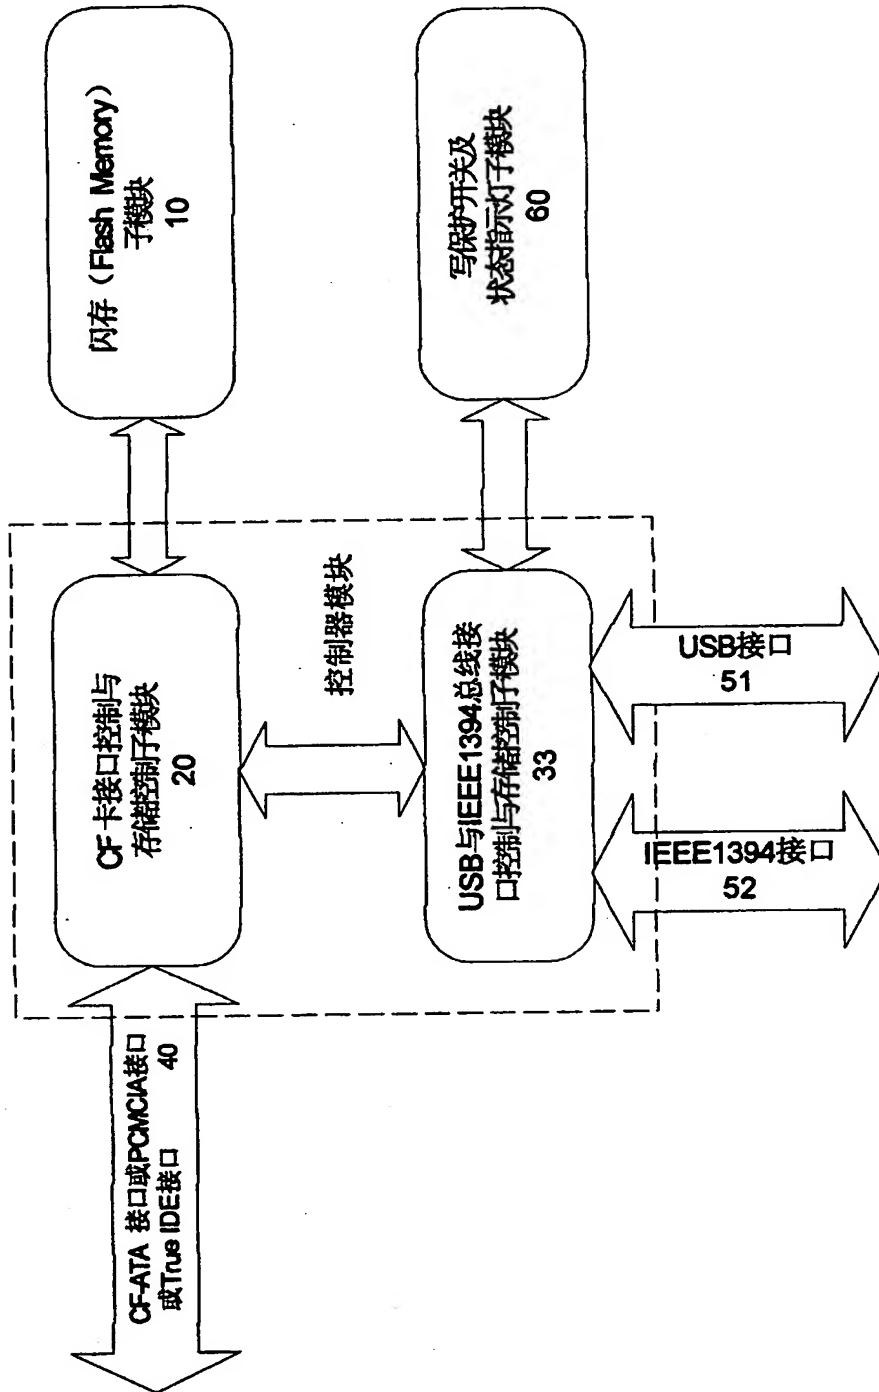 闪存（Flash Memory）
子模块
10
写保护开关及
状态指示灯子模块
60
CF卡接口控制与
存储控制子模块
20
控制器模块
USB与IEEE1394总线接
口控制与存储控制子模块
33
CF-ATA 接口或PCMCIA接口
或True IDE接口 40
USB接口
51
IEEE1394接口
52